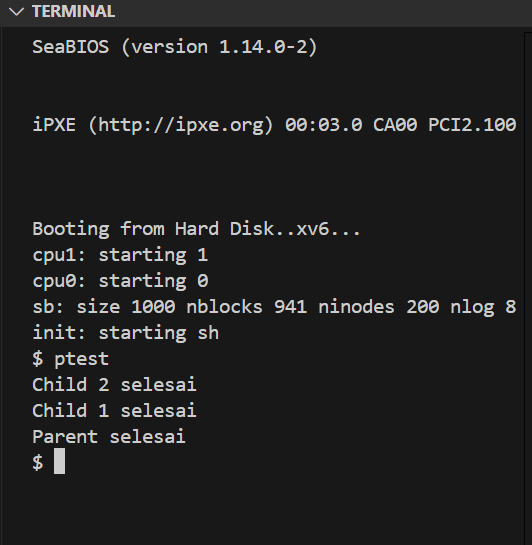 TERMINAL
SeaBIOS (version 1.14.0-2)
iPXE (http://ipxe.org) 00:03.0 CA00 PCI2.100
Booting from Hard Disk..xv6...
cpu1: starting 1
cpu0: starting 0
sb: size 1000 nblocks 941 ninodes 200 nlog 8
init: starting sh
$ ptest
Child 2 selesai
Child 1 selesai
Parent selesai
$